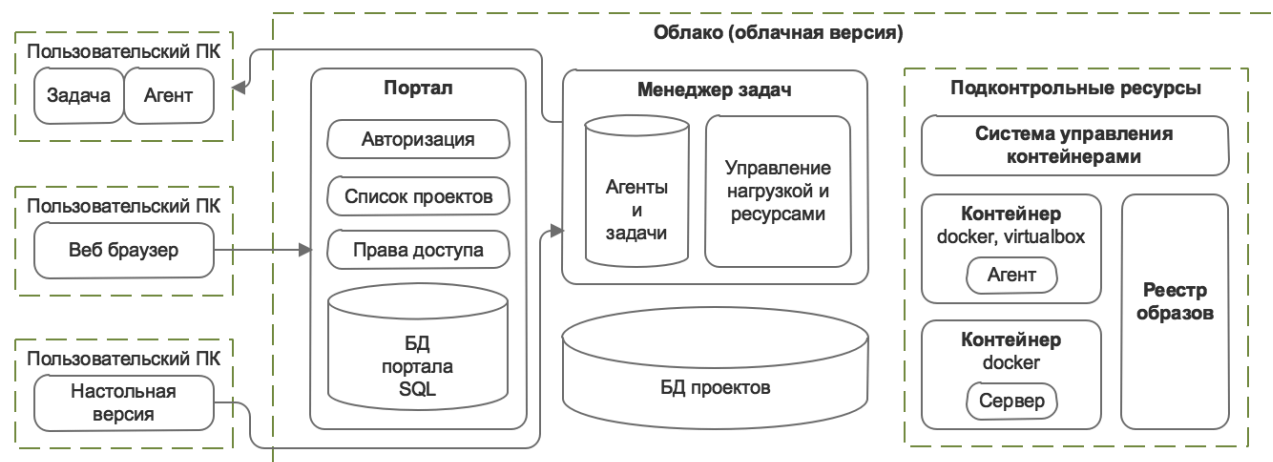 Облако (облачная версия)
Пользовательский ПК
Задача
Агент
Пользовательский ПК
Веб браузер
Пользовательский ПК
Настольная
версия
Портал
Авторизация
Список проектов
Права доступа
БД
портала
SQL
Менеджер задач
Агенты
и
задачи
Управление
нагрузкой и
ресурсами
БД проектов
Подконтрольные ресурсы
Система управления
контейнерами
Контейнер
docker, virtualbox
Агент
Контейнер
docker
Сервер
Реестр
образов